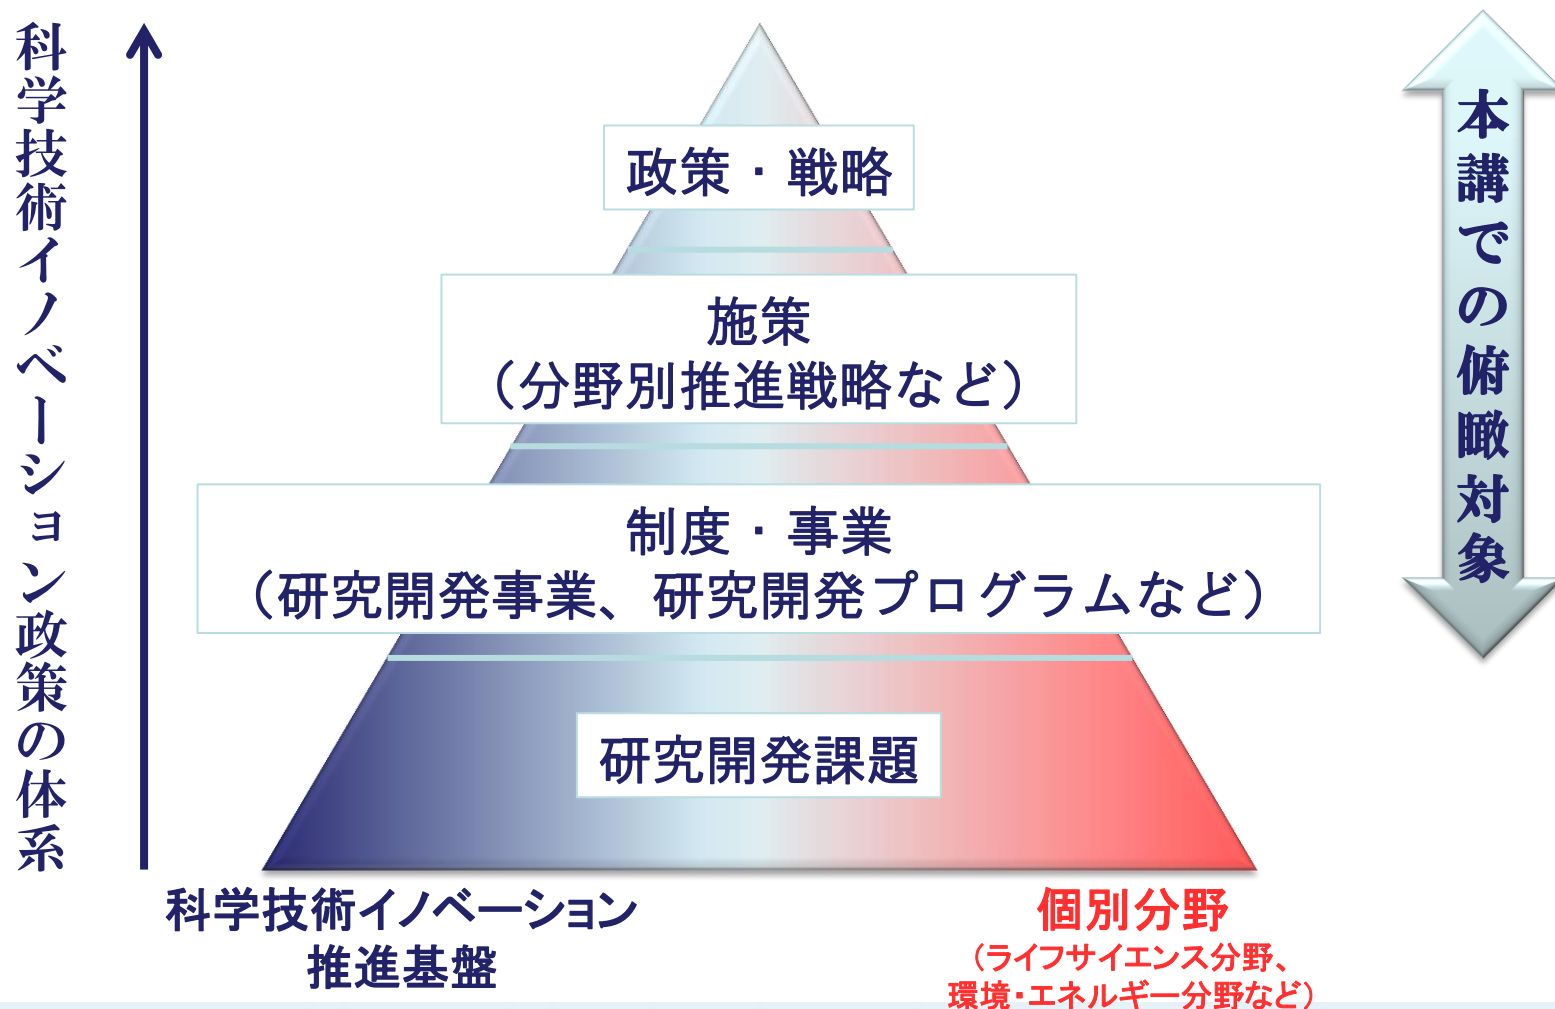 科学技術イノベーション政策の体系
政策・戦略
施策
（分野別推進戦略など）
制度・事業
（研究開発事業、研究開発プログラムなど）
研究開発課題
科学技術イノベーション
推進基盤
個別分野
（ライフサイエンス分野、
環境・エネルギー分野など）
本講での俯瞰対象